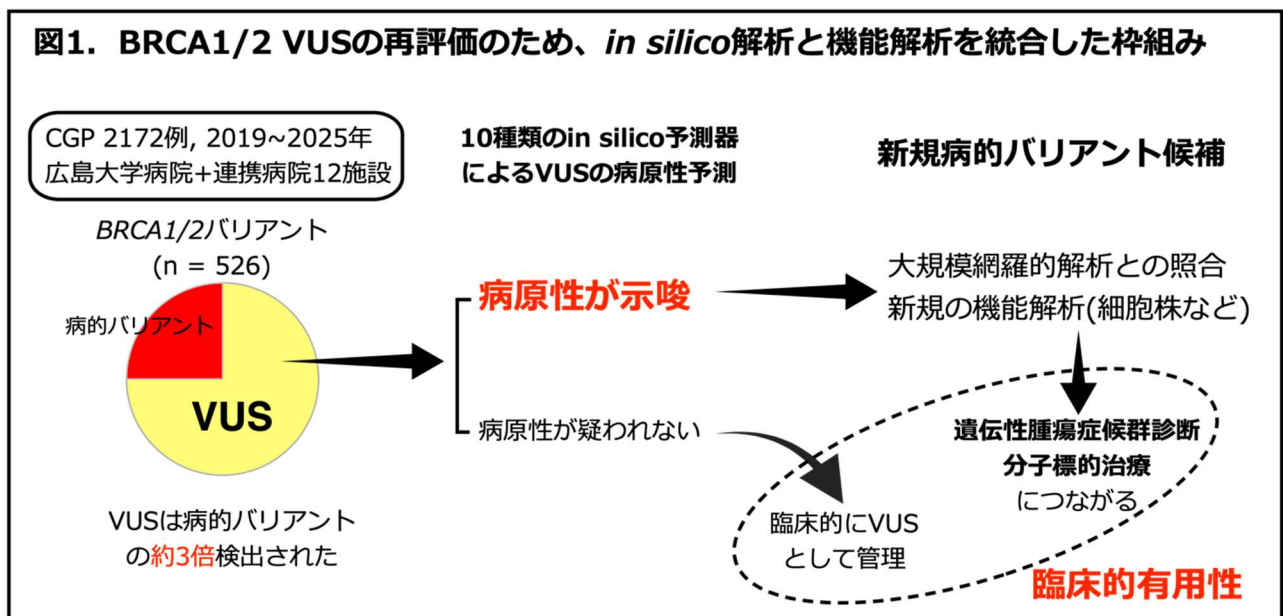 図1. BRCA1/2 VUSの再評価のため、in silico解析と機能解析を統合した枠組み
CGP 2172例, 2019~2025年
広島大学病院+連携病院12施設
BRCA1/2バリアント
(n = 526)
病的バリアント
VUS
VUSは病的バリアント
の約3倍検出された
10種類のin silico予測器
によるVUSの病原性予測
病原性が示唆
病原性が疑われない
新規病的バリアント候補
大規模網羅的解析との照合
新規の機能解析(細胞株など)
遺伝性腫瘍症候群診断
分子標的治療
につながる
臨床的にVUS
として管理
臨床的有用性